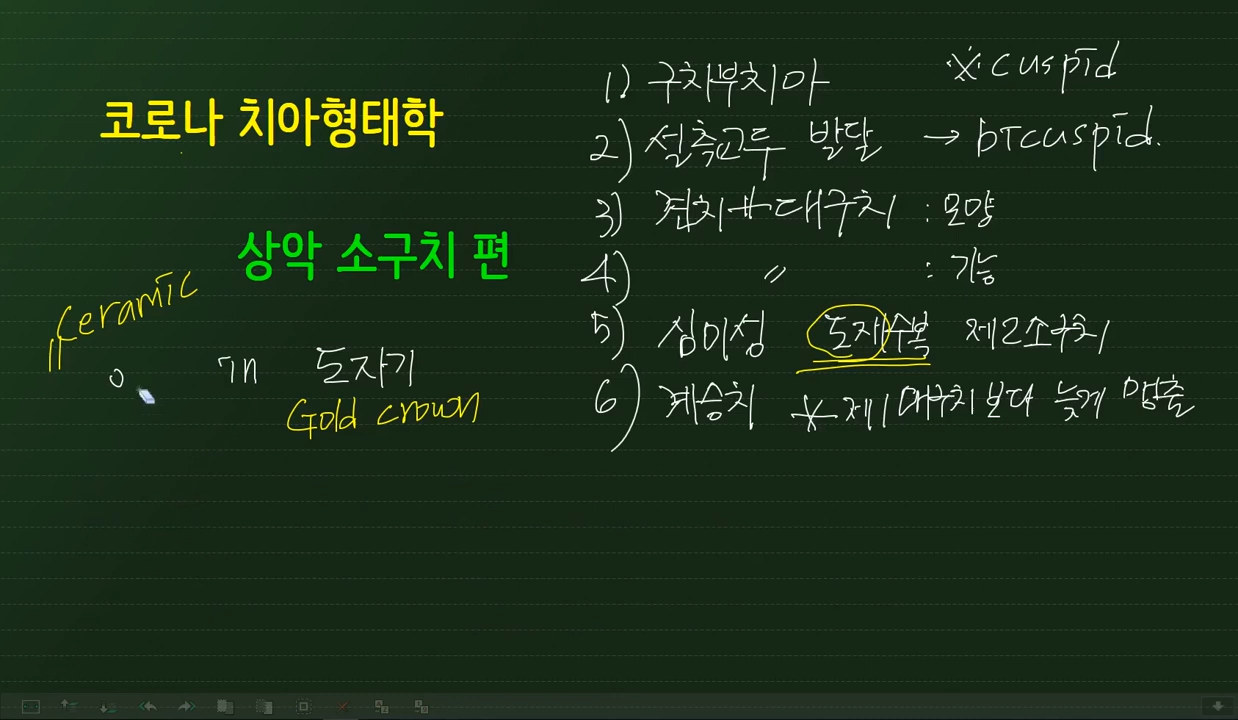 코로나 치아형태학
상악 소구치 편
Ceramic
도자기
Gold crown
※ cuspid
1) 구치부치아
2) 설측교두 발달 → bicuspid.
3) 견치+대구치 : 모양
4) 〃 : 기능
5) 심미성 도재수복 제2소구치
6) 계승치 * 제1대구치보다 늦게 맹출